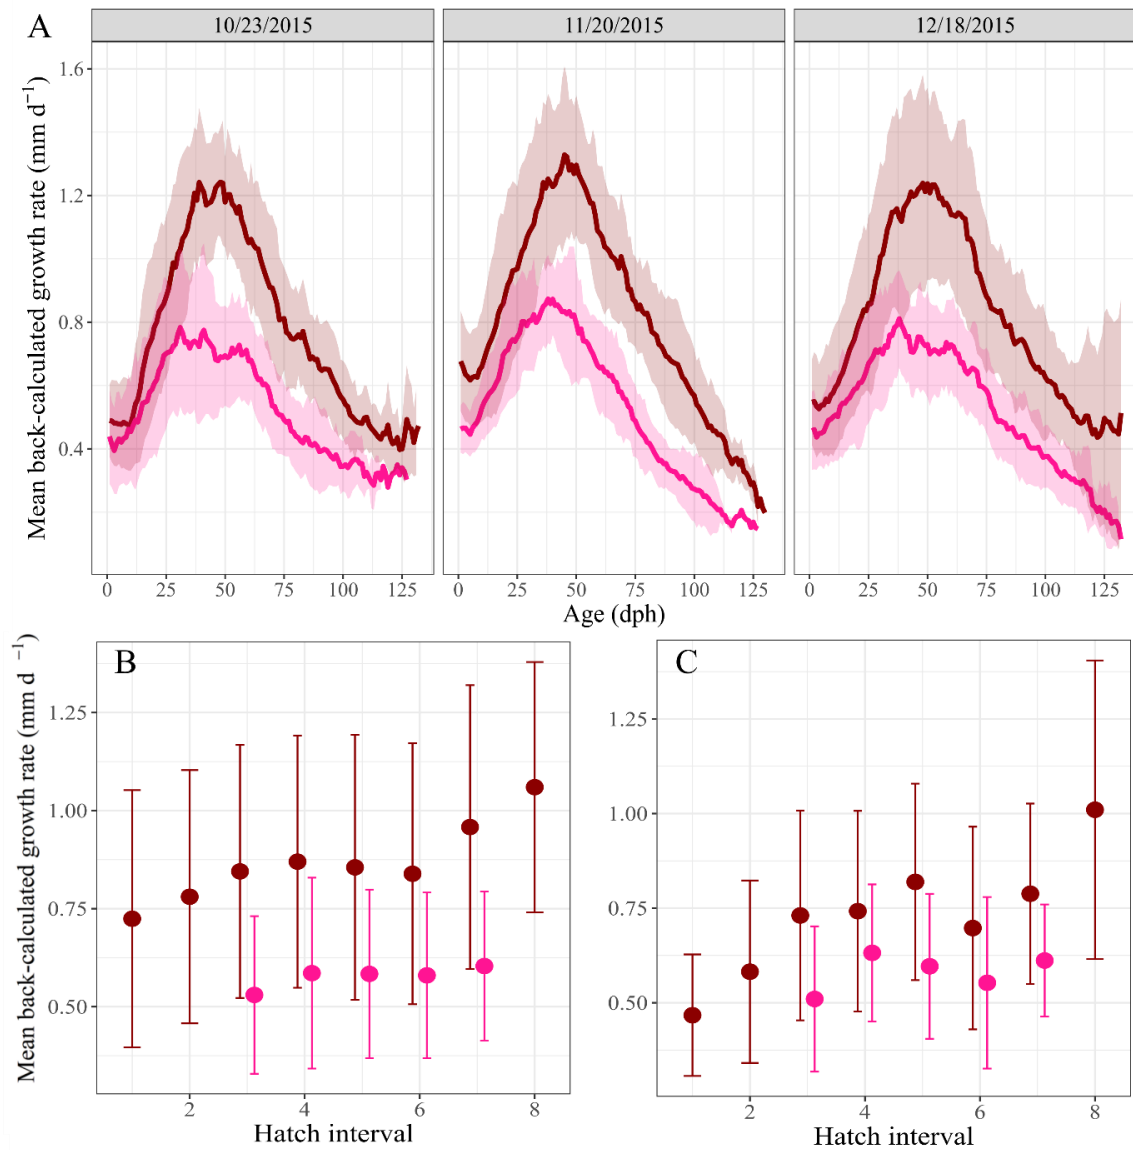 A
10/23/2015 11/20/2015 12/18/2015
Mean back-calculated growth rate (mm d⁻¹)
1.6
1.2
0.8
0.4
0 25 50 75 100 125 0 25 50 75 100 125 0 25 50 75 100 125
Age (dph)
B
Mean back-calculated growth rate (mm d ⁻¹)
1.25
1.00
0.75
0.50
2 4 6 8
Hatch interval
C
1.25
1.00
0.75
0.50
2 4 6 8
Hatch interval